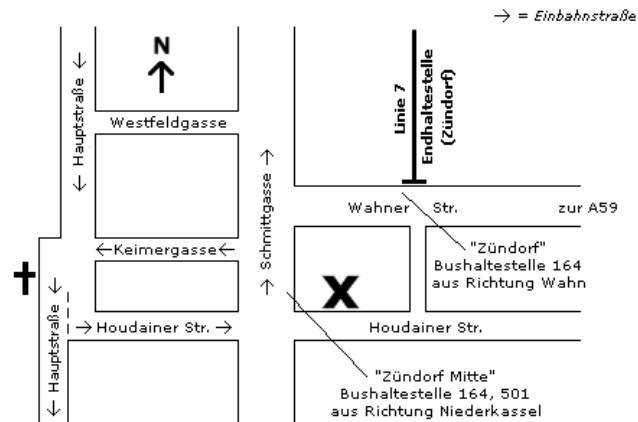 → = Einbahnstraße
N
Hauptstraße
Westfeldgasse
Linie 7
Endhaltestelle
(Zündorf)
Schmittgasse
Wahner Str.
zur A59
←Keimergasse←
"Zündorf"
Bushaltestelle 164
aus Richtung Wahn
X
Hauptstraße
→Houdainer Str.→
Houdainer Str.
"Zündorf Mitte"
Bushaltestelle 164, 501
aus Richtung Niederkassel